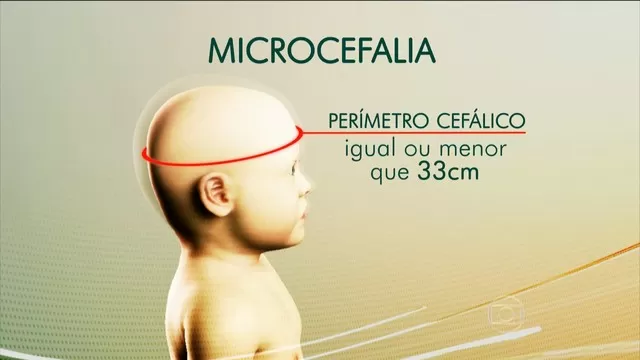 MICROCEFALIA
PERÍMETRO CEFÁLICO
igual ou menor
que 33cm